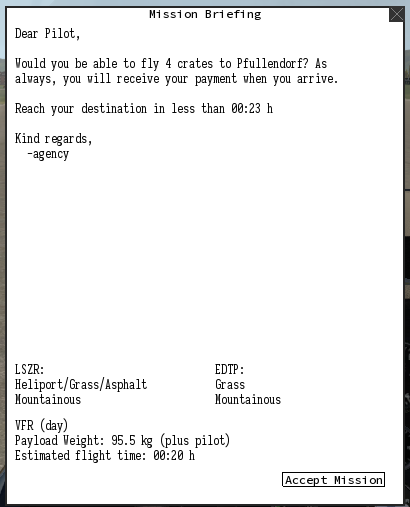 Mission Briefing
Dear Pilot,
Would you be able to fly 4 crates to Pfullendorf? As
always, you will receive your payment when you arrive.
Reach your destination in less than 00:23 h
Kind regards,
-agency
LSZR: EDTP:
Heliport/Grass/Asphalt Grass
Mountainous Mountainous
VFR (day)
Payload Weight: 95.5 kg (plus pilot)
Estimated flight time: 00:20 h
Accept Mission